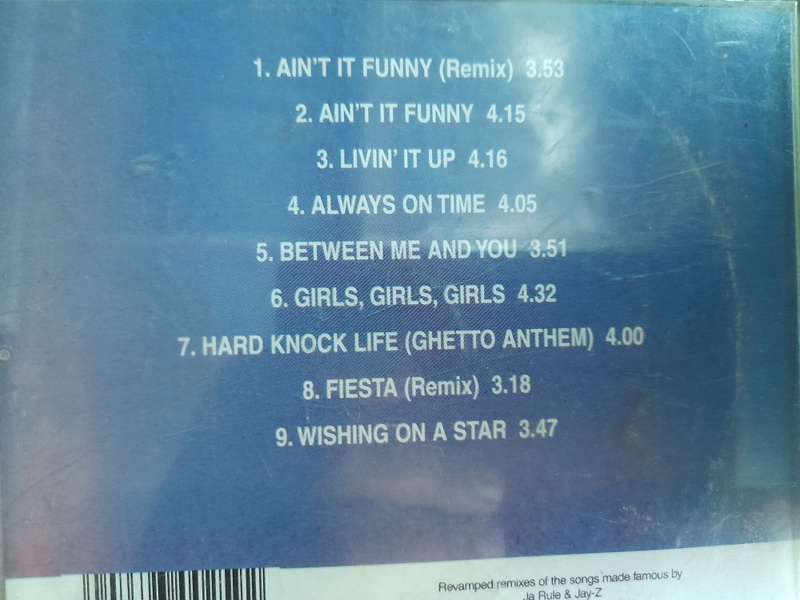 1. AIN'T IT FUNNY (Remix) 3.53
2. AIN'T IT FUNNY 4.15
3. LIVIN' IT UP 4.16
4. ALWAYS ON TIME 4.05
5. BETWEEN ME AND YOU 3.51
6. GIRLS, GIRLS, GIRLS 4.32
7. HARD KNOCK LIFE (GHETTO ANTHEM) 4.00
8. FIESTA (Remix) 3.18
9. WISHING ON A STAR 3.47
Revamped remixes of the songs made famous by
Ja Rule & Jay-Z